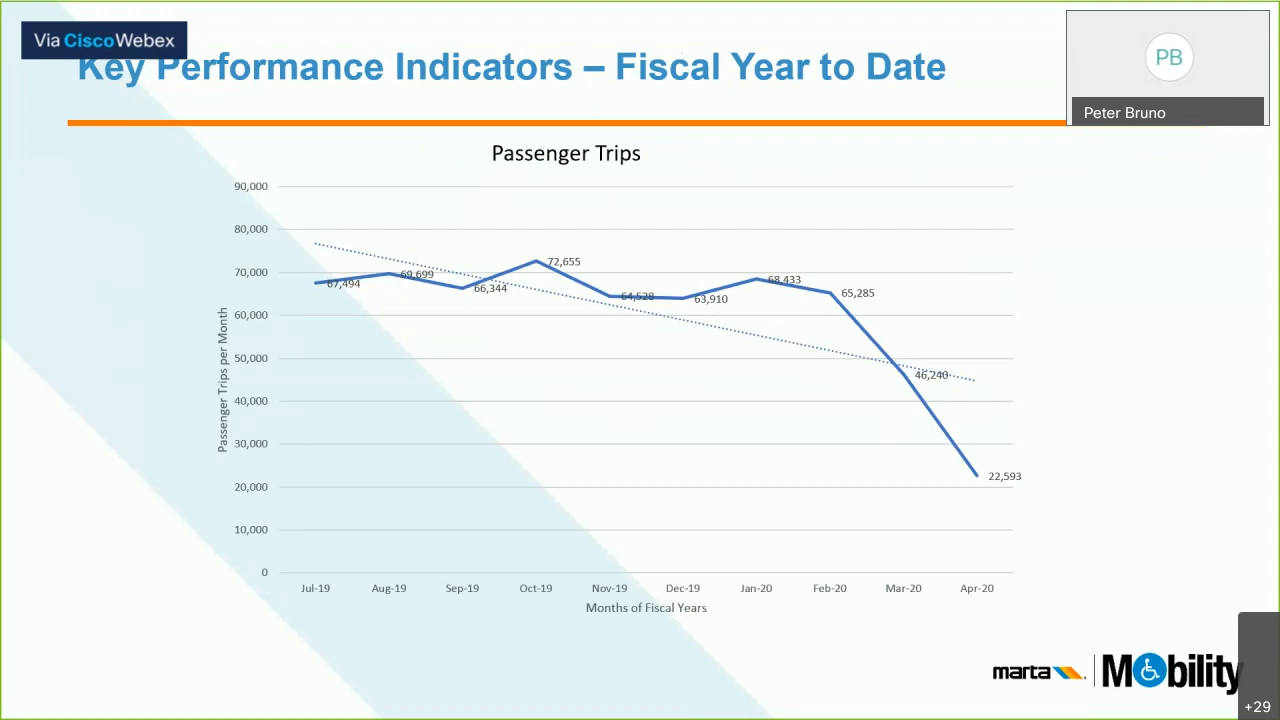 Via Cisco Webex
Key Performance Indicators – Fiscal Year to Date
PB
Peter Bruno
Passenger Trips
90,000
80,000
70,000
60,000
50,000
40,000
30,000
20,000
10,000
0
Passenger Trips per Month
67,494
69,699
66,344
72,655
64,528
63,910
68,433
65,285
46,240
22,593
Jul-19 Aug-19 Sep-19 Oct-19 Nov-19 Dec-19 Jan-20 Feb-20 Mar-20 Apr-20
Months of Fiscal Years
marta Mobility
+29